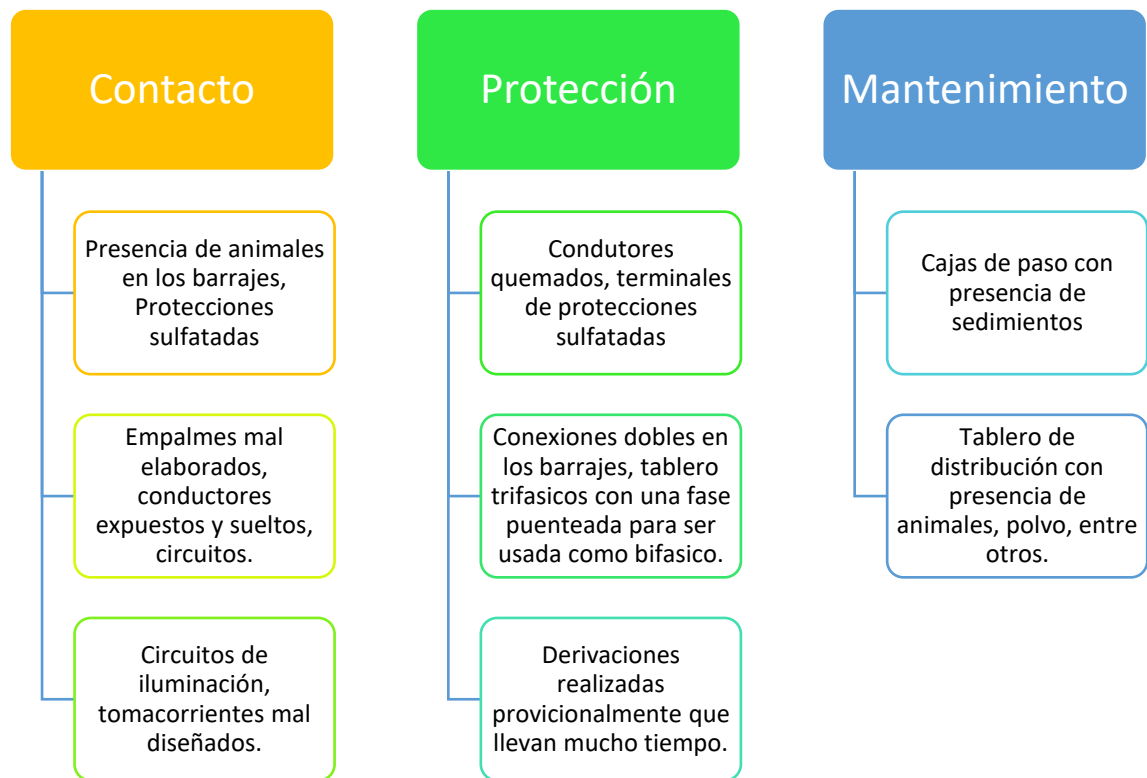 Contacto
Presencia de animales
en los barrajes,
Protecciones
sulfatadas
Empalmes mal
elaborados,
conductores
expuestos y sueltos,
circuitos.
Circuitos de
iluminación,
tomacorrientes mal
diseñados.
Protección
Condutores
quemados, terminales
de protecciones
sulfatadas
Conexiones dobles en
los barrajes, tablero
trifasicos con una fase
puenteada para ser
usada como bifasico.
Derivaciones
realizadas
provicionalmente que
llevan mucho tiempo.
Mantenimiento
Cajas de paso con
presencia de
sedimientos
Tablero de
distribución con
presencia de
animales, polvo, entre
otros.